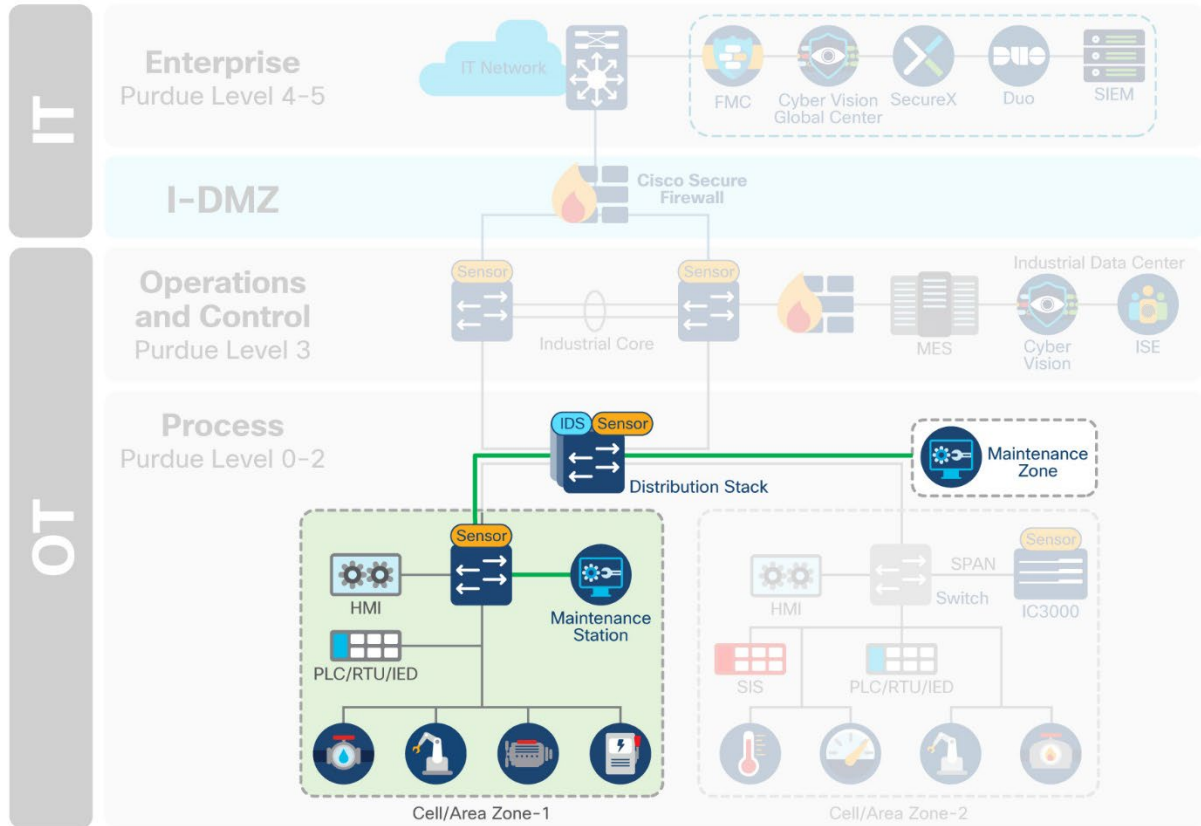 IT
Enterprise
Purdue Level 4-5
IT Network
FMC
Cyber Vision
Global Center
SecureX
DUO
Duo
SIEM
I-DMZ
Cisco Secure
Firewall
OT
Operations
and Control
Purdue Level 3
Sensor
Sensor
Industrial Core
Industrial Data Center
MES
Cyber
Vision
ISE
Process
Purdue Level 0-2
IDS
Sensor
Distribution Stack
Maintenance
Zone
Sensor
HMI
Maintenance
Station
PLC/RTU/IED
Cell/Area Zone-1
Sensor
HMI
SPAN
Switch
IC3000
SIS
PLC/RTU/IED
Cell/Area Zone-2